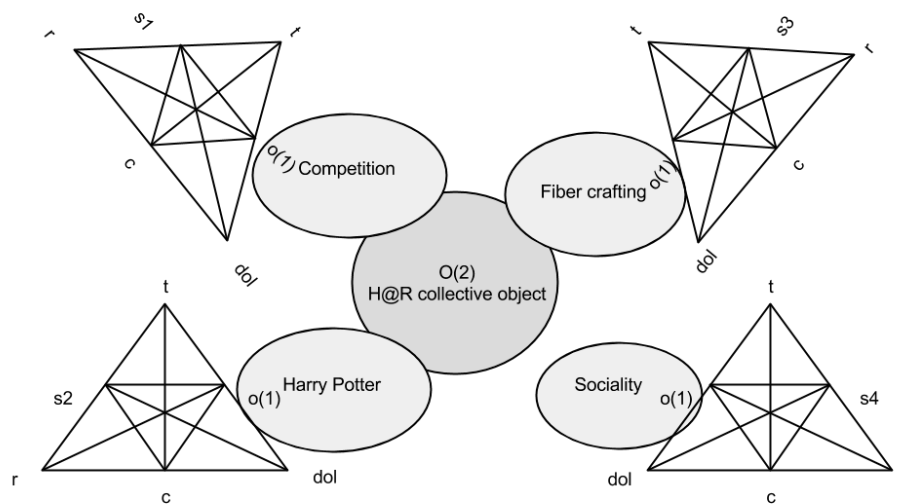 s1
r
t
s3
t
r
c
o(1)
Competition
Fiber crafting
o(1)
c
dol
dol
O(2)
H@R collective object
t
t
s2
o(1)
Harry Potter
Sociality
o(1)
s4
r
c
dol
dol
c